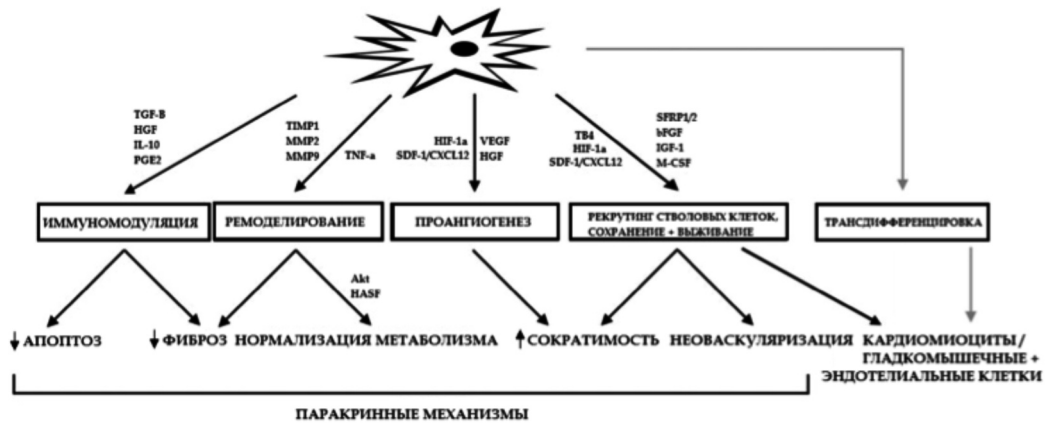 TGF-B
HGF
IL-10
PGE2
TIMP1
MMP2
MMP9
TNF-a
HIF-1a
SDF-1/CXCL12
VEGF
HGF
TB4
HIF-1a
SDF-1/CXCL12
SFRP1/2
bFGF
IGF-1
M-CSF
ИММУНОМОДУЛЯЦИЯ
РЕМОДЕЛИРОВАНИЕ
ПРОАНГИОГЕНЕЗ
РЕКРУТИНГ СТВОЛОВЫХ КЛЕТОК,
СОХРАНЕНИЕ + ВЫЖИВАНИЕ
ТРАНСДИФФЕРЕНЦИРОВКА
Akt
HASF
↓ АПОПТОЗ
↓ ФИБРОЗ
НОРМАЛИЗАЦИЯ МЕТАБОЛИЗМА
↑ СОКРАТИМОСТЬ
НЕОВАСКУЛЯРИЗАЦИЯ
КАРДИОМИОЦИТЫ/
ГЛАДКОМЫШЕЧНЫЕ +
ЭНДОТЕЛИАЛЬНЫЕ КЛЕТКИ
ПАРАКРИННЫЕ МЕХАНИЗМЫ